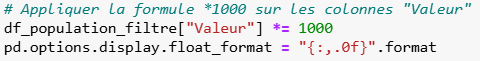 # Appliquer la formule *1000 sur les colonnes "Valeur"
df_population_filtre["Valeur"] *= 1000
pd.options.display.float_format = "{:,.0f}".format